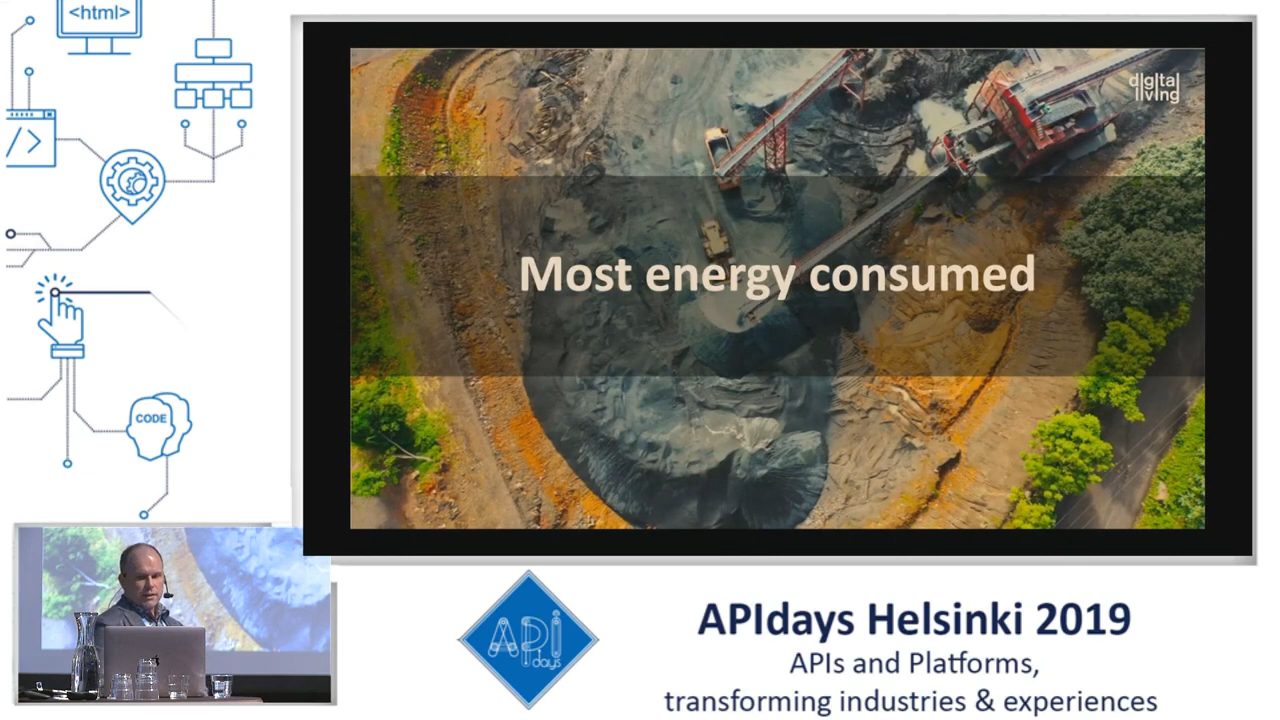 <html>
</>
CODE
digital
living
Most energy consumed
API
days
APIdays Helsinki 2019
APIs and Platforms,
transforming industries & experiences